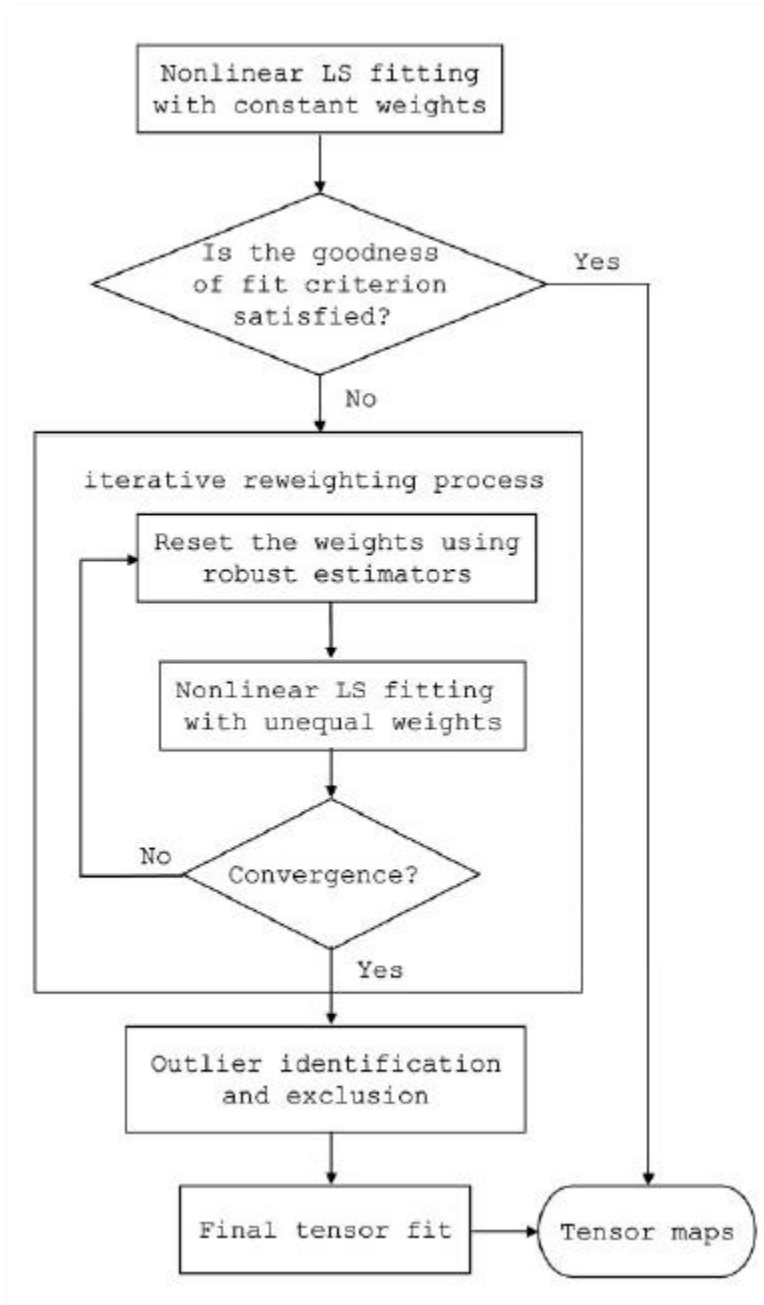 Nonlinear LS fitting
with constant weights
Is the goodness
of fit criterion
satisfied?
Yes
No
iterative reweighting process
Reset the weights using
robust estimators
Nonlinear LS fitting
with unequal weights
No
Convergence?
Yes
Outlier identification
and exclusion
Final tensor fit
Tensor maps